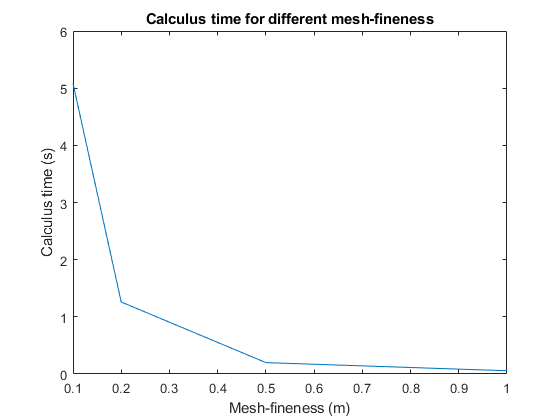 Calculus time for different mesh-fineness
6
5
4
3
2
1
0
Calculus time (s)
0.1 0.2 0.3 0.4 0.5 0.6 0.7 0.8 0.9 1
Mesh-fineness (m)